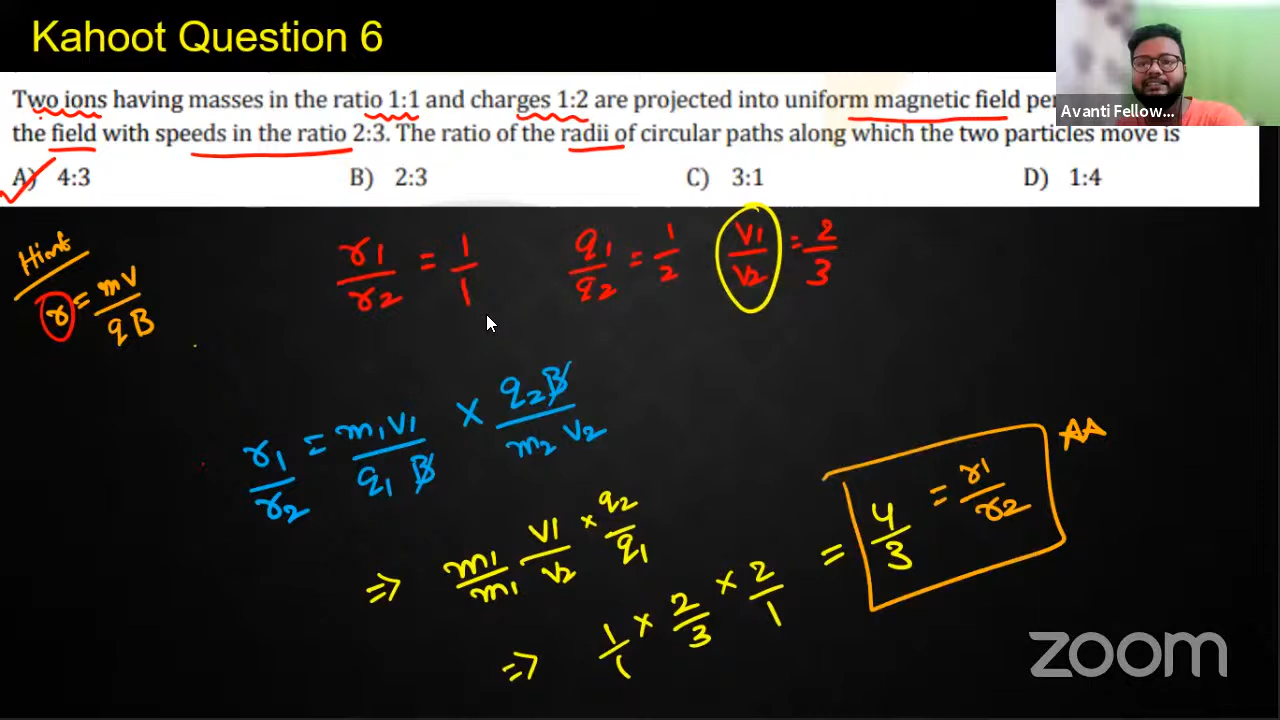 Kahoot Question 6
Two ions having masses in the ratio 1:1 and charges 1:2 are projected into uniform magnetic field per
the field with speeds in the ratio 2:3. The ratio of the radii of circular paths along which the two particles move is
A) 4:3 B) 2:3 C) 3:1 D) 1:4
Avanti Fellow...
Hint
r = mv/qB
r1/r2 = 1/1 q1/q2 = 1/2 v1/v2 = 2/3
r1/r2 = m1v1/q1B × q2B/m2v2
=> m1/m1 v1/v2 × q2/q1
=> 1/1 × 2/3 × 2/1 = 4/3 = r1/r2
zoom